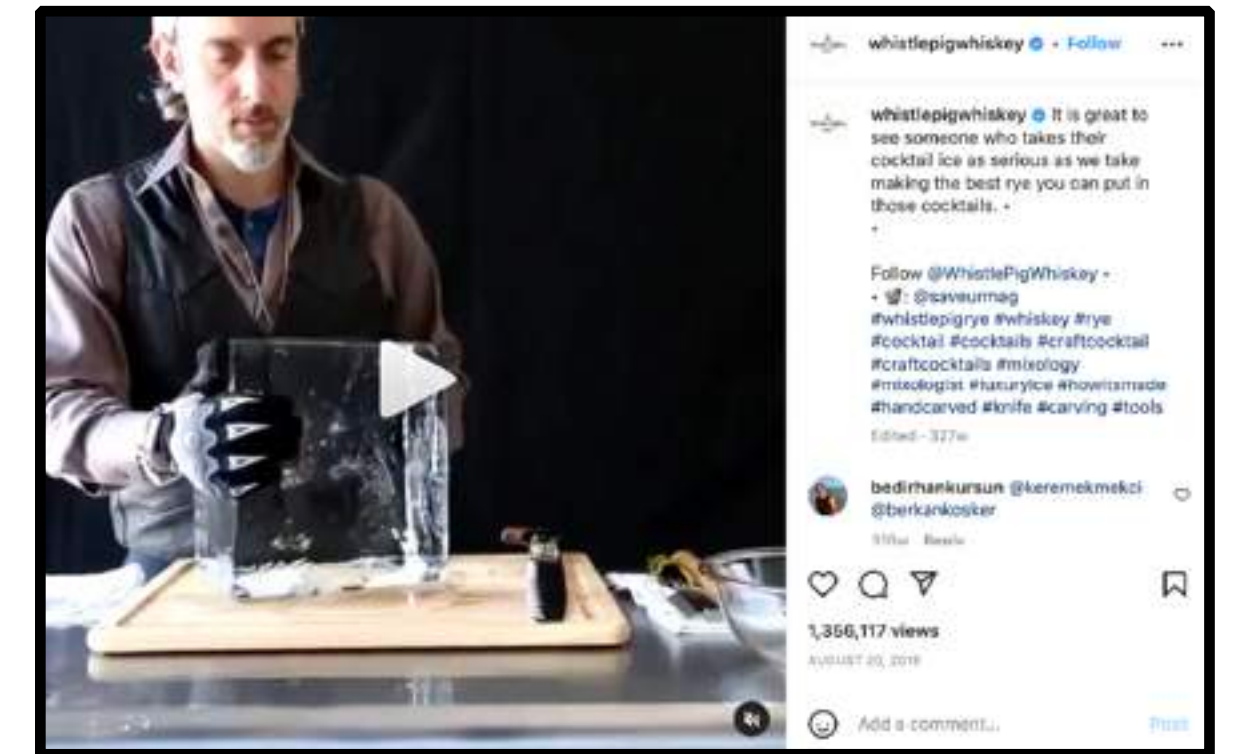 whistlepigwhiskey • Follow
whistlepigwhiskey It is great to
see someone who takes their
cocktail ice as serious as we take
making the best rye you can put in
those cocktails. •
•
Follow @WhistlePigWhiskey •
• 📽: @saveurmag
#whistlepigrye #whiskey #rye
#cocktail #cocktails #craftcocktail
#craftcocktails #mixology
#mixologist #luxuryice #howitsmade
#handcarved #knife #carving #tools
Edited · 327w
bedirhankursun @keremekmekci
@berkankosker
Reply
1,356,117 views
AUGUST 20,
Add a comment...
Post